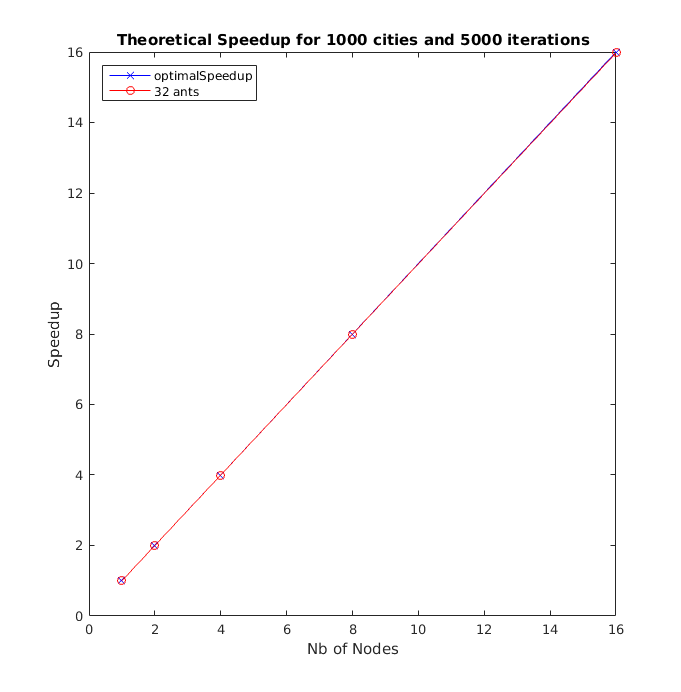 Theoretical Speedup for 1000 cities and 5000 iterations
optimalSpeedup
32 ants
16
14
12
10
8
6
4
2
0
Speedup
0 2 4 6 8 10 12 14 16
Nb of Nodes